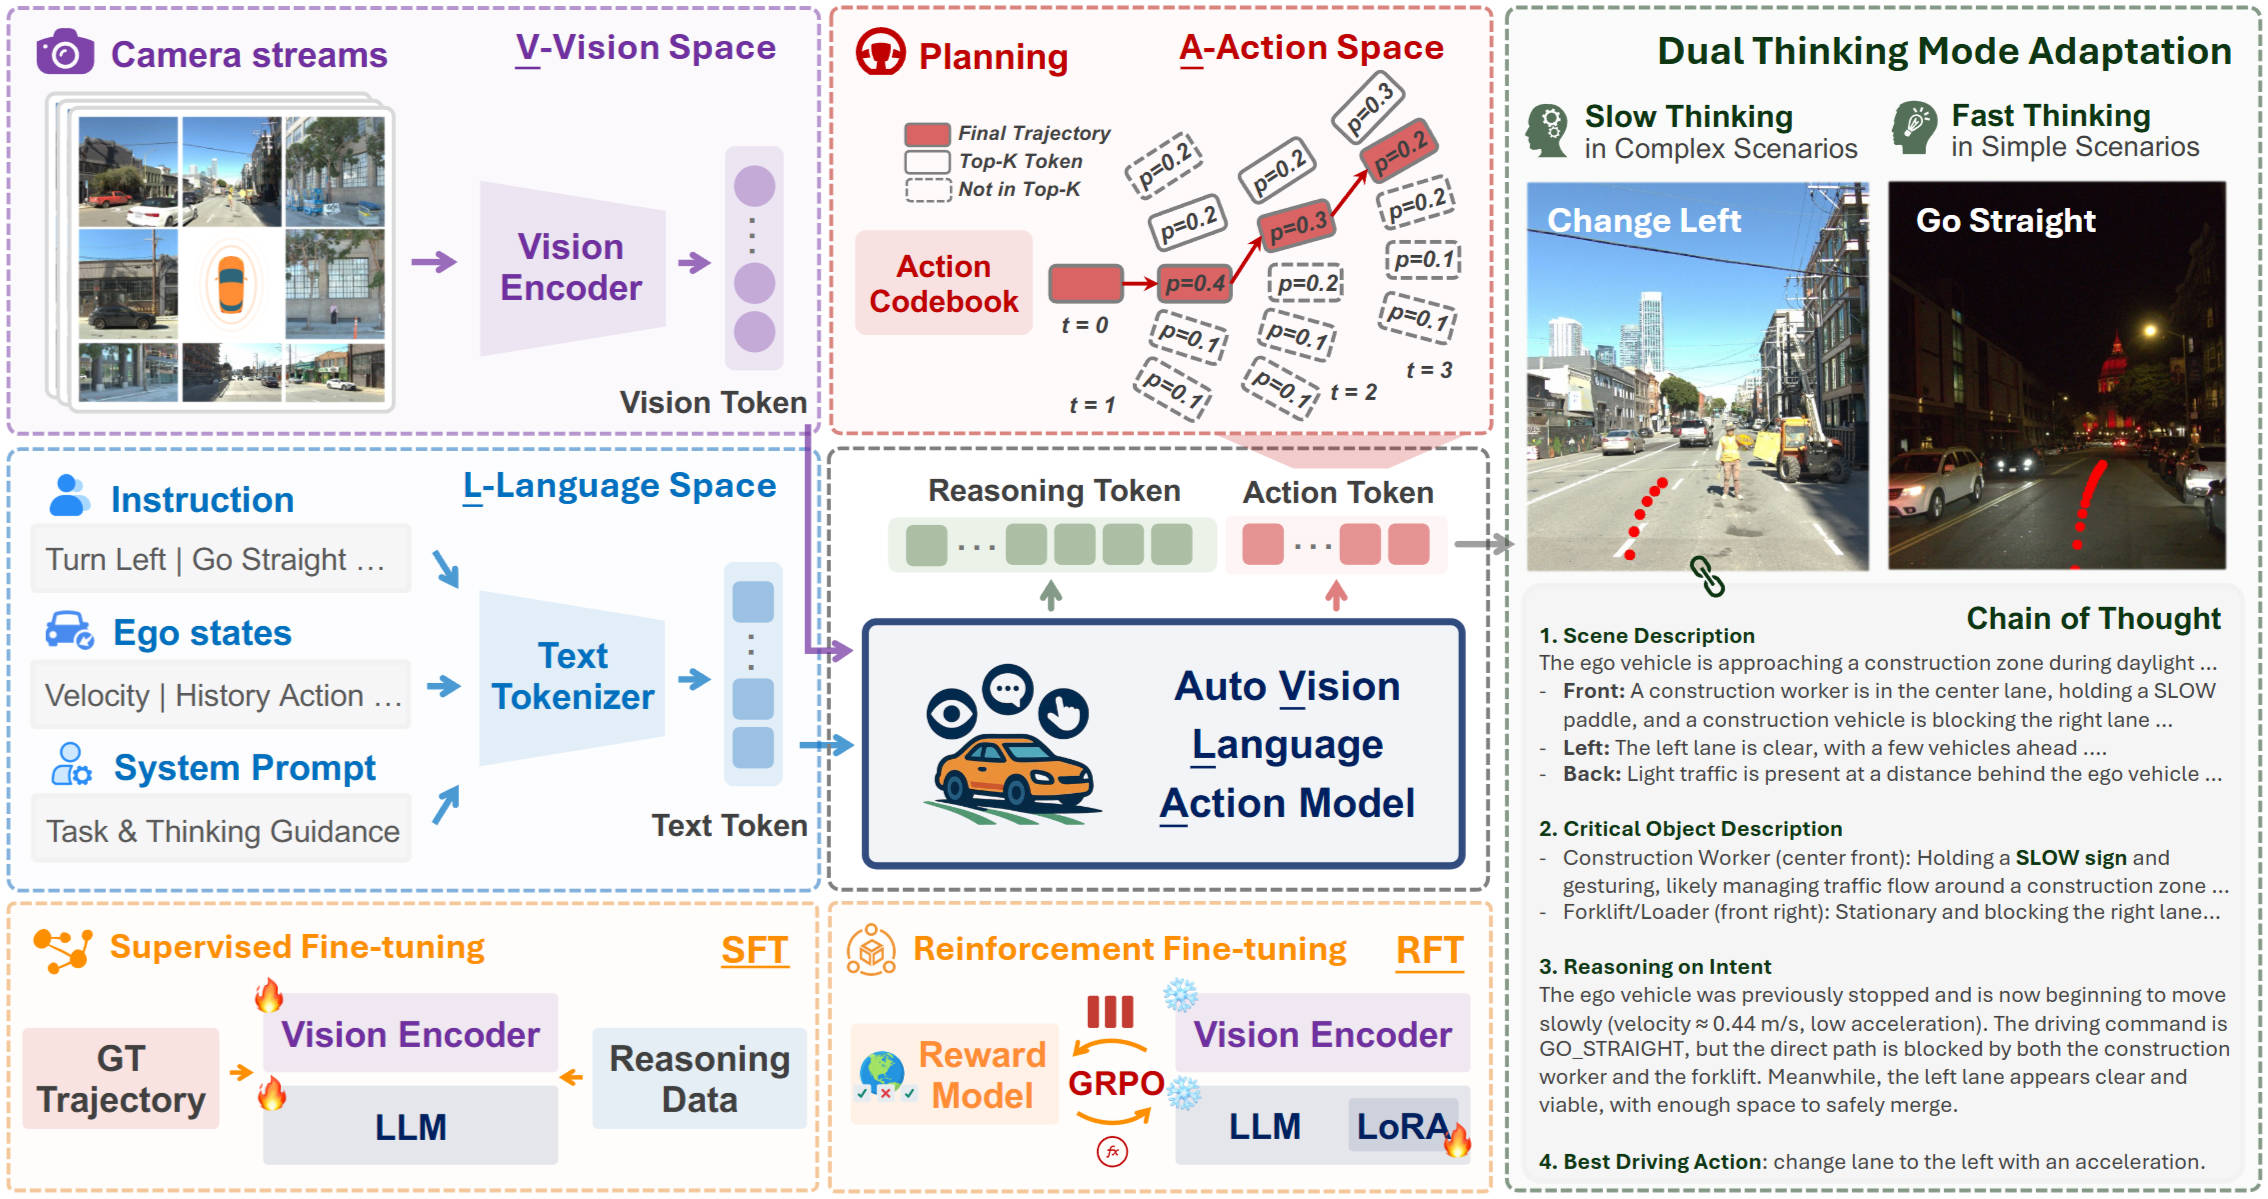 Camera streams
V-Vision Space
Vision
Encoder
Vision Token
Planning
A-Action Space
Final Trajectory
Top-K Token
Not in Top-K
Action
Codebook
t = 0
p=0.2
p=0.2
p=0.4
p=0.1
p=0.1
t = 1
p=0.2
p=0.3
p=0.2
p=0.1
p=0.1
t = 2
p=0.3
p=0.2
p=0.2
p=0.1
p=0.1
t = 3
L-Language Space
Instruction
Turn Left | Go Straight ...
Ego states
Velocity | History Action ...
System Prompt
Task & Thinking Guidance
Text
Tokenizer
Text Token
Reasoning Token
Action Token
Auto Vision
Language
Action Model
Supervised Fine-tuning
SFT
GT
Trajectory
Vision Encoder
LLM
Reasoning
Data
Reinforcement Fine-tuning
RFT
Reward
Model
GRPO
fx
Vision Encoder
LLM
LoRA
Dual Thinking Mode Adaptation
Slow Thinking
in Complex Scenarios
Fast Thinking
in Simple Scenarios
Change Left
Go Straight
Chain of Thought
1. Scene Description
The ego vehicle is approaching a construction zone during daylight ...
- Front: A construction worker is in the center lane, holding a SLOW
paddle, and a construction vehicle is blocking the right lane ...
- Left: The left lane is clear, with a few vehicles ahead ....
- Back: Light traffic is present at a distance behind the ego vehicle ...
2. Critical Object Description
- Construction Worker (center front): Holding a SLOW sign and
gesturing, likely managing traffic flow around a construction zone ...
- Forklift/Loader (front right): Stationary and blocking the right lane...
3. Reasoning on Intent
The ego vehicle was previously stopped and is now beginning to move
slowly (velocity ≈ 0.44 m/s, low acceleration). The driving command is
GO_STRAIGHT, but the direct path is blocked by both the construction
worker and the forklift. Meanwhile, the left lane appears clear and
viable, with enough space to safely merge.
4. Best Driving Action: change lane to the left with an acceleration.